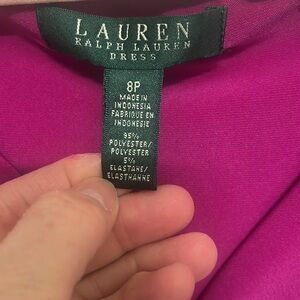 LAUREN
RALPH LAUREN
DRESS
8P
MADE IN
INDONESIA
FABRIQUE EN
INDONESIE
95%
POLYESTER/
POLYESTER
5%
ELASTANE/
ELASTHANNE